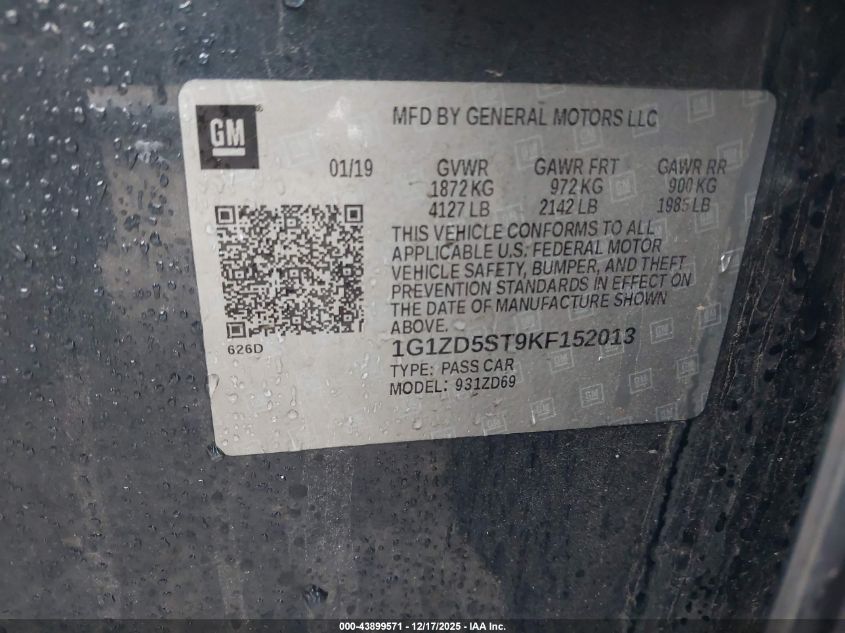 GM ®
MFD BY GENERAL MOTORS LLC
01/19 GVWR GAWR FRT GAWR RR
1872 KG 972 KG 900 KG
4127 LB 2142 LB 1985 LB
THIS VEHICLE CONFORMS TO ALL
APPLICABLE U.S. FEDERAL MOTOR
VEHICLE SAFETY, BUMPER, AND THEFT
PREVENTION STANDARDS IN EFFECT ON
THE DATE OF MANUFACTURE SHOWN
ABOVE.
626D
1G1ZD5ST9KF152013
TYPE: PASS CAR
MODEL: 931ZD69
000-43899571 - 12/17/2025 - IAA Inc.